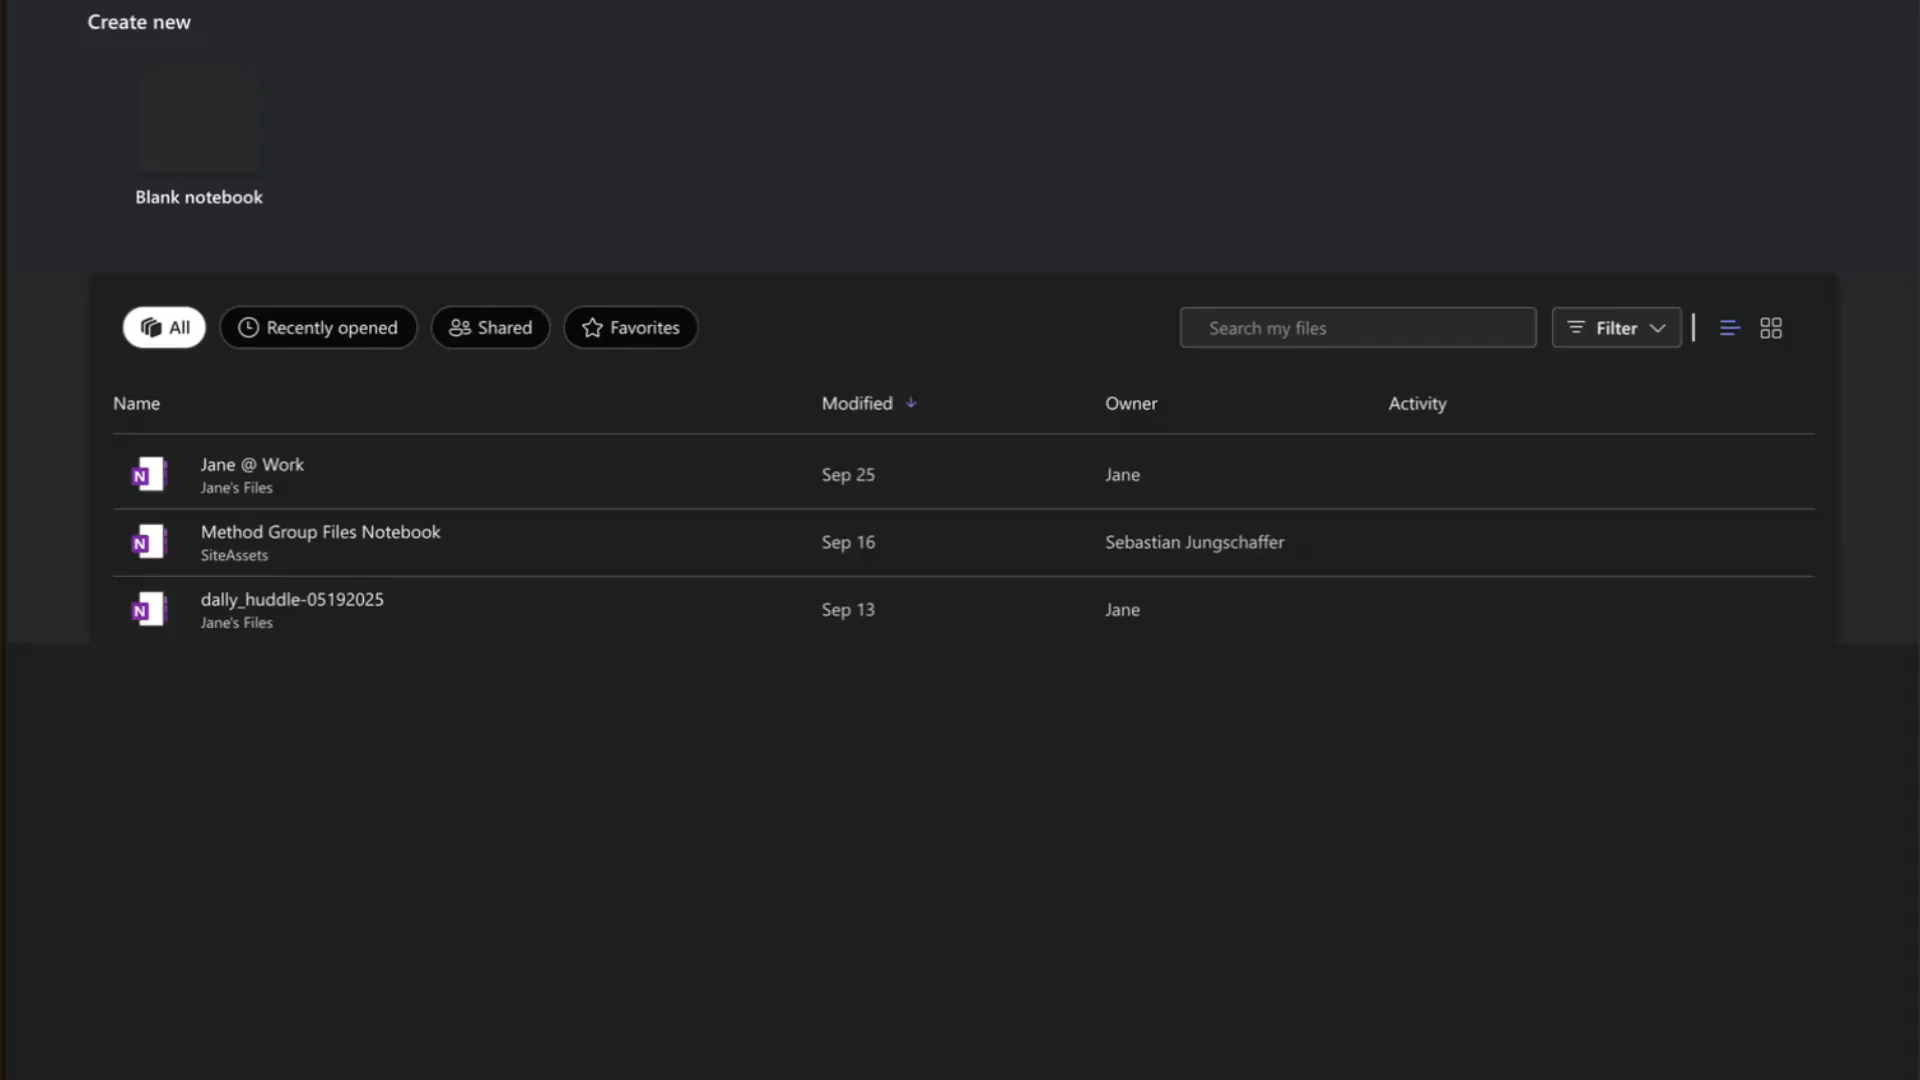 Create new
Blank notebook
All
Recently opened
Shared
Favorites
Search my files
Filter
Name
Modified
Owner
Activity
N
Jane @ Work
Jane's Files
Sep 25
Jane
N
Method Group Files Notebook
SiteAssets
Sep 16
Sebastian Jungschaffer
N
dally_huddle-05192025
Jane's Files
Sep 13
Jane